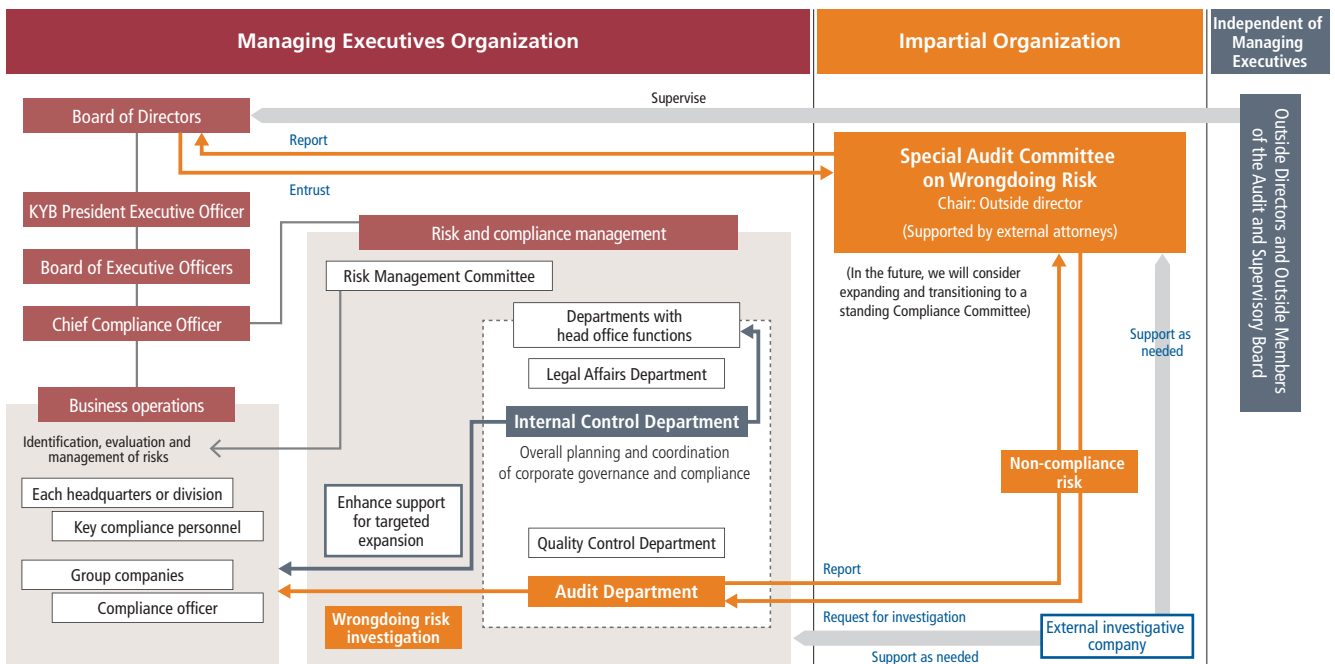 Managing Executives Organization
Impartial Organization
Independent of
Managing
Executives
Supervise
Board of Directors
Report
Entrust
Special Audit Committee
on Wrongdoing Risk
Chair: Outside director
(Supported by external attorneys)
Outside Directors and Outside Members
of the Audit and Supervisory Board
KYB President Executive Officer
Risk and compliance management
Board of Executive Officers
Risk Management Committee
(In the future, we will consider
expanding and transitioning to a
standing Compliance Committee)
Chief Compliance Officer
Departments with
head office functions
Support as
needed
Legal Affairs Department
Business operations
Internal Control Department
Identification, evaluation and
management of risks
Overall planning and coordination
of corporate governance and compliance
Non-compliance
risk
Each headquarters or division
Key compliance personnel
Enhance support
for targeted
expansion
Quality Control Department
Group companies
Report
Audit Department
Compliance officer
Wrongdoing risk
investigation
Request for investigation
External investigative
company
Support as needed